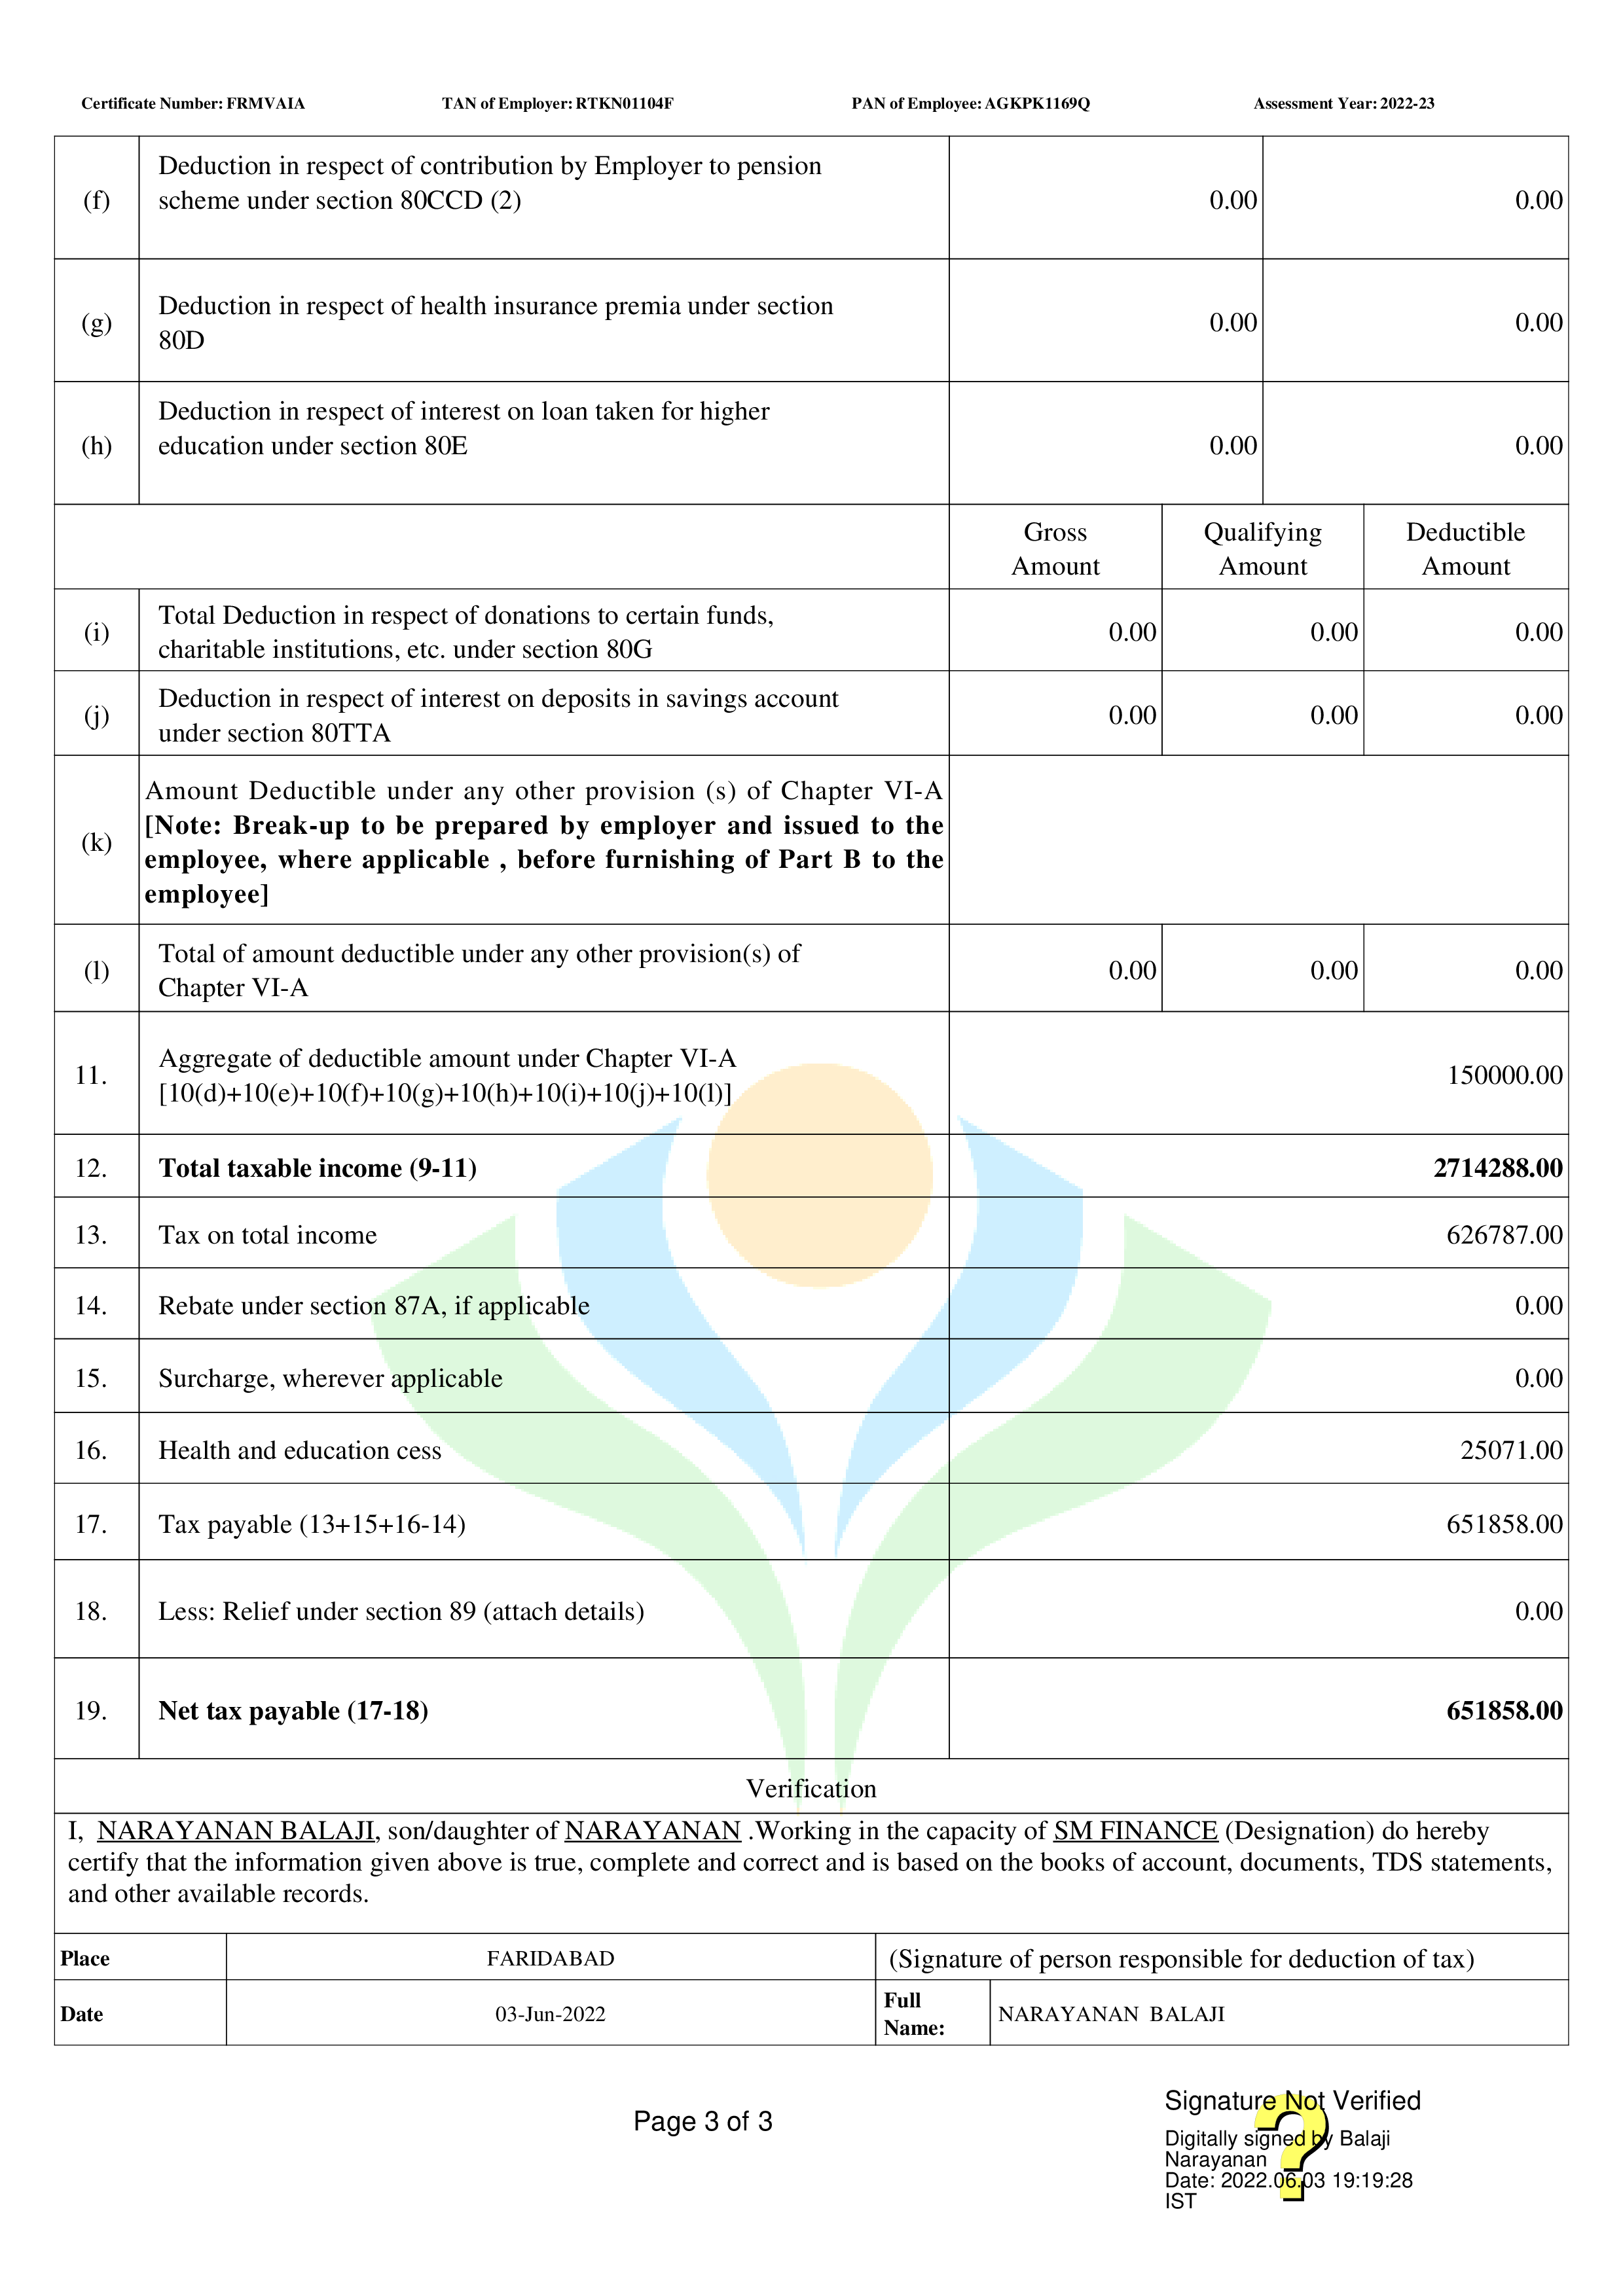 Certificate Number: FRMVAIA TAN of Employer: RTKN01104F PAN of Employee: AGKPK1169Q Assessment Year: 2022-23
(f) Deduction in respect of contribution by Employer to pension
scheme under section 80CCD (2) 0.00 0.00
(g) Deduction in respect of health insurance premia under section
80D 0.00 0.00
(h) Deduction in respect of interest on loan taken for higher
education under section 80E 0.00 0.00
Gross
Amount
Qualifying
Amount
Deductible
Amount
(i) Total Deduction in respect of donations to certain funds,
charitable institutions, etc. under section 80G 0.00 0.00 0.00
(j) Deduction in respect of interest on deposits in savings account
under section 80TTA 0.00 0.00 0.00
(k) Amount Deductible under any other provision (s) of Chapter VI-A
[Note: Break-up to be prepared by employer and issued to the
employee, where applicable , before furnishing of Part B to the
employee]
(l) Total of amount deductible under any other provision(s) of
Chapter VI-A 0.00 0.00 0.00
11. Aggregate of deductible amount under Chapter VI-A
[10(d)+10(e)+10(f)+10(g)+10(h)+10(i)+10(j)+10(l)] 150000.00
12. Total taxable income (9-11) 2714288.00
13. Tax on total income 626787.00
14. Rebate under section 87A, if applicable 0.00
15. Surcharge, wherever applicable 0.00
16. Health and education cess 25071.00
17. Tax payable (13+15+16-14) 651858.00
18. Less: Relief under section 89 (attach details) 0.00
19. Net tax payable (17-18) 651858.00
Verification
I, NARAYANAN BALAJI, son/daughter of NARAYANAN .Working in the capacity of SM FINANCE (Designation) do hereby
certify that the information given above is true, complete and correct and is based on the books of account, documents, TDS statements,
and other available records.
Place FARIDABAD (Signature of person responsible for deduction of tax)
Date 03-Jun-2022 Full
Name: NARAYANAN BALAJI
Page 3 of 3
Signature Not Verified
Digitally signed by Balaji
Narayanan
Date: 2022.06.03 19:19:28
IST